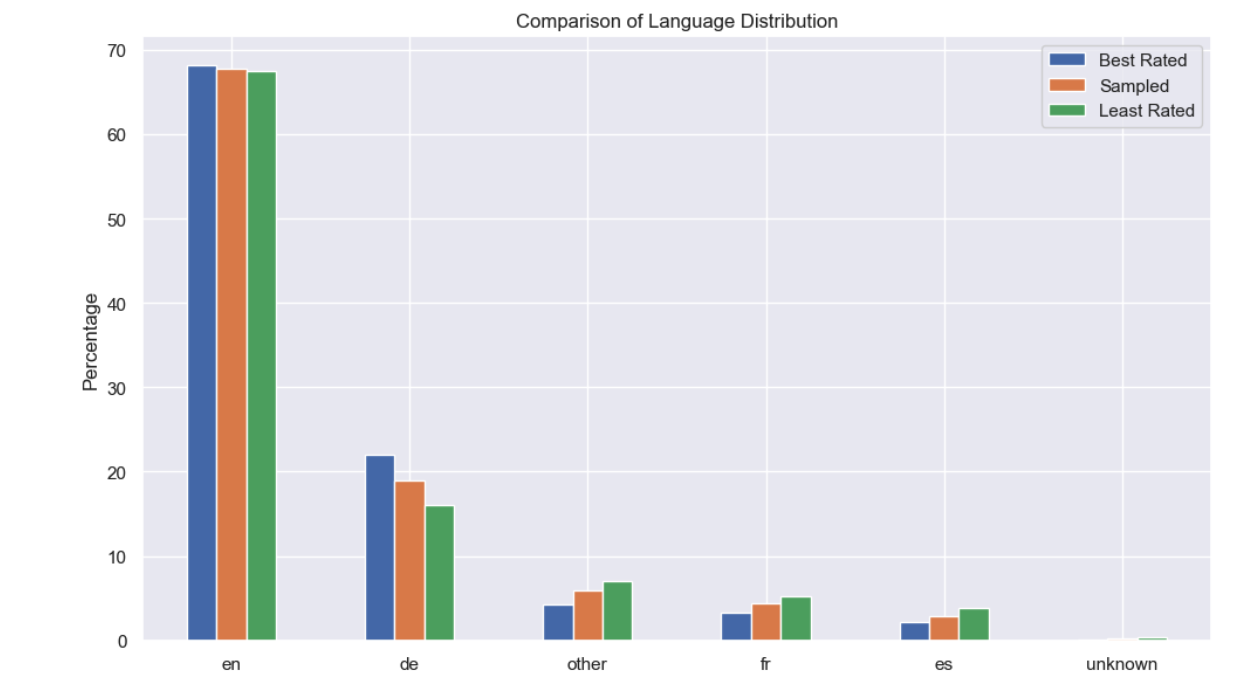 Comparison of Language Distribution
Best Rated
Sampled
Least Rated
Percentage
70
60
50
40
30
20
10
0
en de other fr es unknown